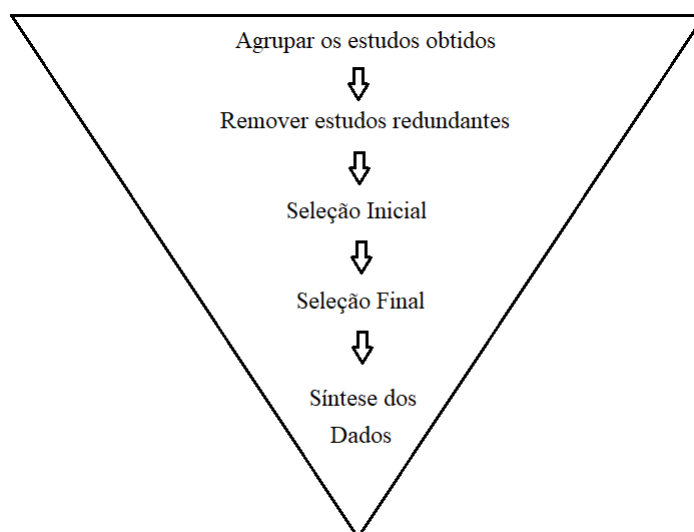 Agrupar os estudos obtidos
Remover estudos redundantes
Seleção Inicial
Seleção Final
Síntese dos
Dados